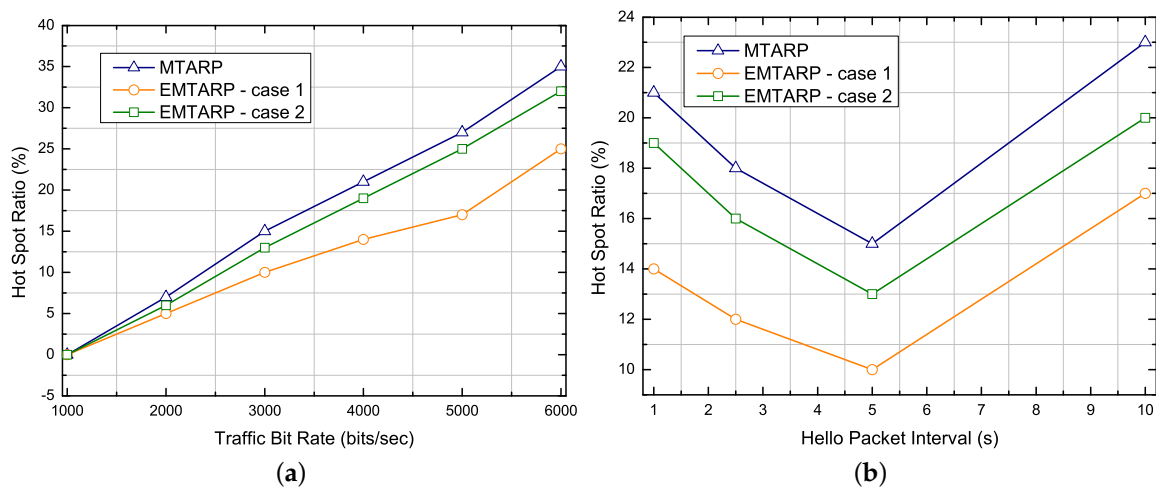 40
35
30
25
20
15
10
5
0
-5
Hot Spot Ratio (%)
MTARP
EMTARP - case 1
EMTARP - case 2
1000 2000 3000 4000 5000 6000
Traffic Bit Rate (bits/sec)
(a)
24
22
20
18
16
14
12
10
Hot Spot Ratio (%)
MTARP
EMTARP - case 1
EMTARP - case 2
1 2 3 4 5 6 7 8 9 10
Hello Packet Interval (s)
(b)